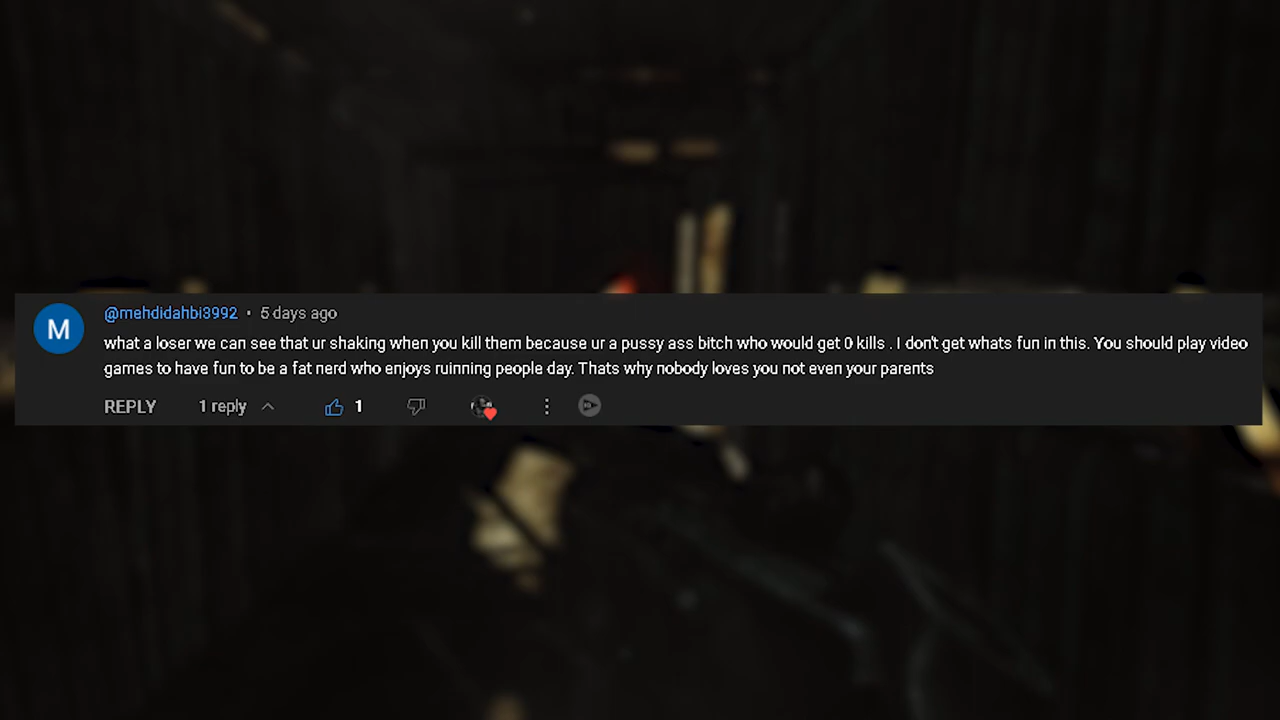 M
@mehdidahbi3992 • 5 days ago
what a loser we can see that ur shaking when you kill them because ur a pussy ass bitch who would get 0 kills . I don't get whats fun in this. You should play video
games to have fun to be a fat nerd who enjoys ruinning people day. Thats why nobody loves you not even your parents
REPLY 1 reply 1